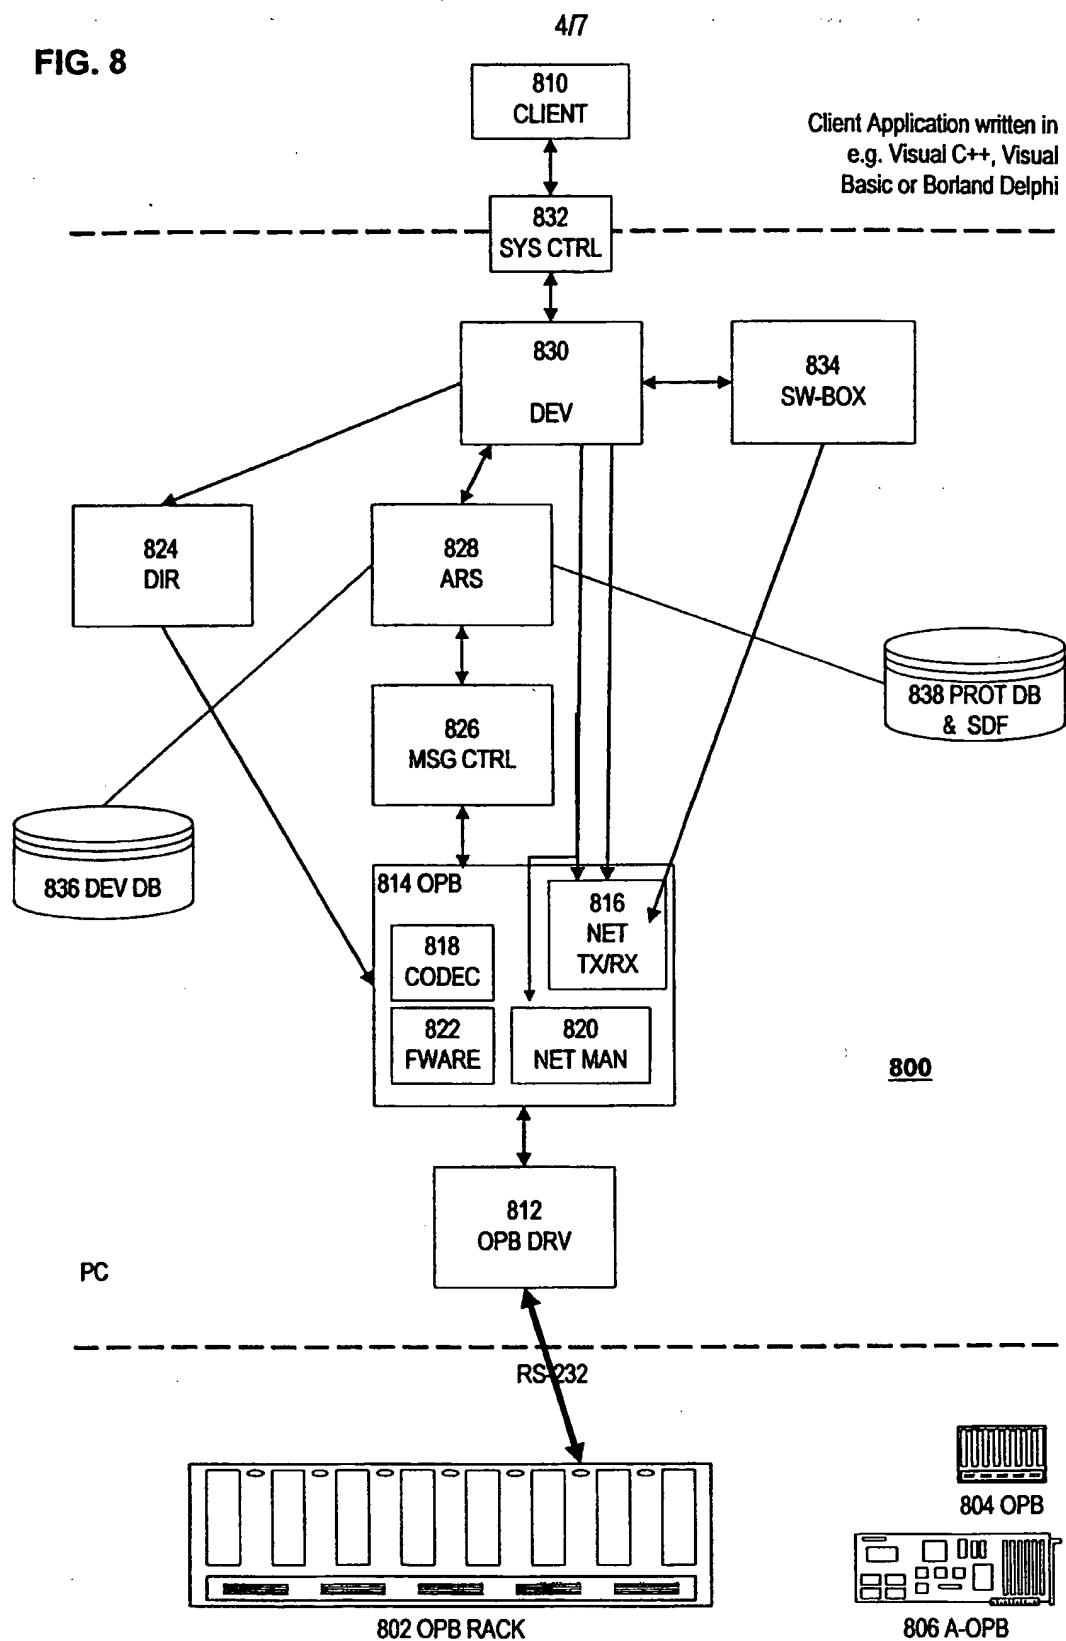 4/7
FIG. 8
810
CLIENT
Client Application written in
e.g. Visual C++, Visual
Basic or Borland Delphi
832
SYS CTRL
830
DEV
834
SW-BOX
824
DIR
828
ARS
838 PROT DB
& SDF
826
MSG CTRL
836 DEV DB
814 OPB
816
NET
TX/RX
818
CODEC
822
FWARE
820
NET MAN
800
812
OPB DRV
PC
RS-232
804 OPB
802 OPB RACK
806 A-OPB